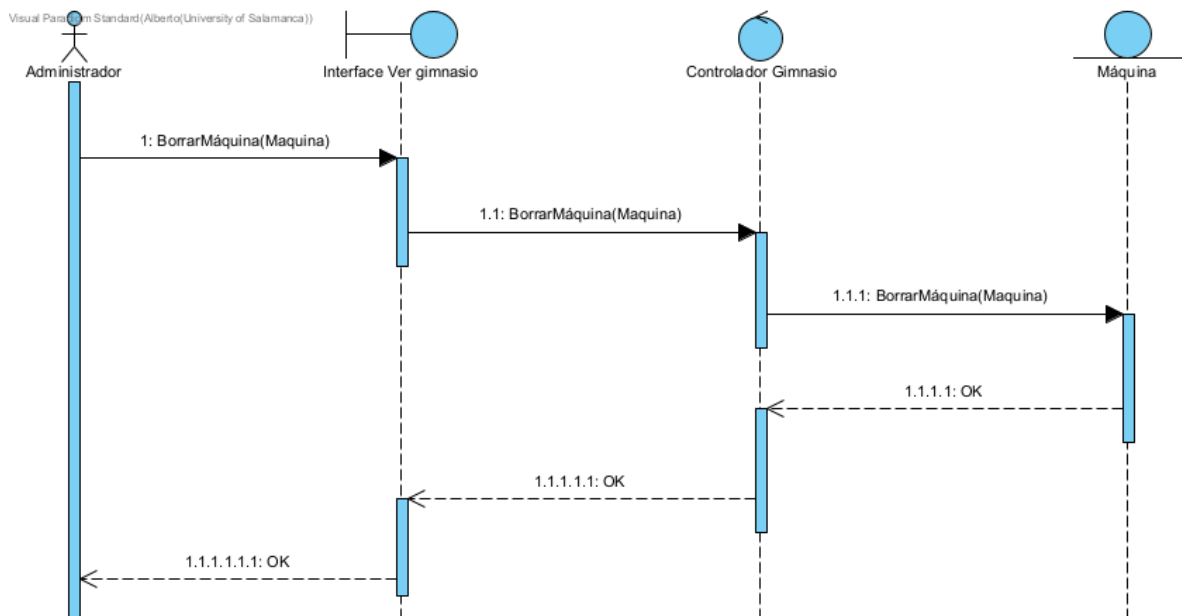 Visual Paradigm Standard(Alberto(University of Salamanca))
Administrador
Interface Ver gimnasio
Controlador Gimnasio
Máquina
1: BorrarMáquina(Maquina)
1.1: BorrarMáquina(Maquina)
1.1.1: BorrarMáquina(Maquina)
1.1.1.1: OK
1.1.1.1.1: OK
1.1.1.1.1.1: OK